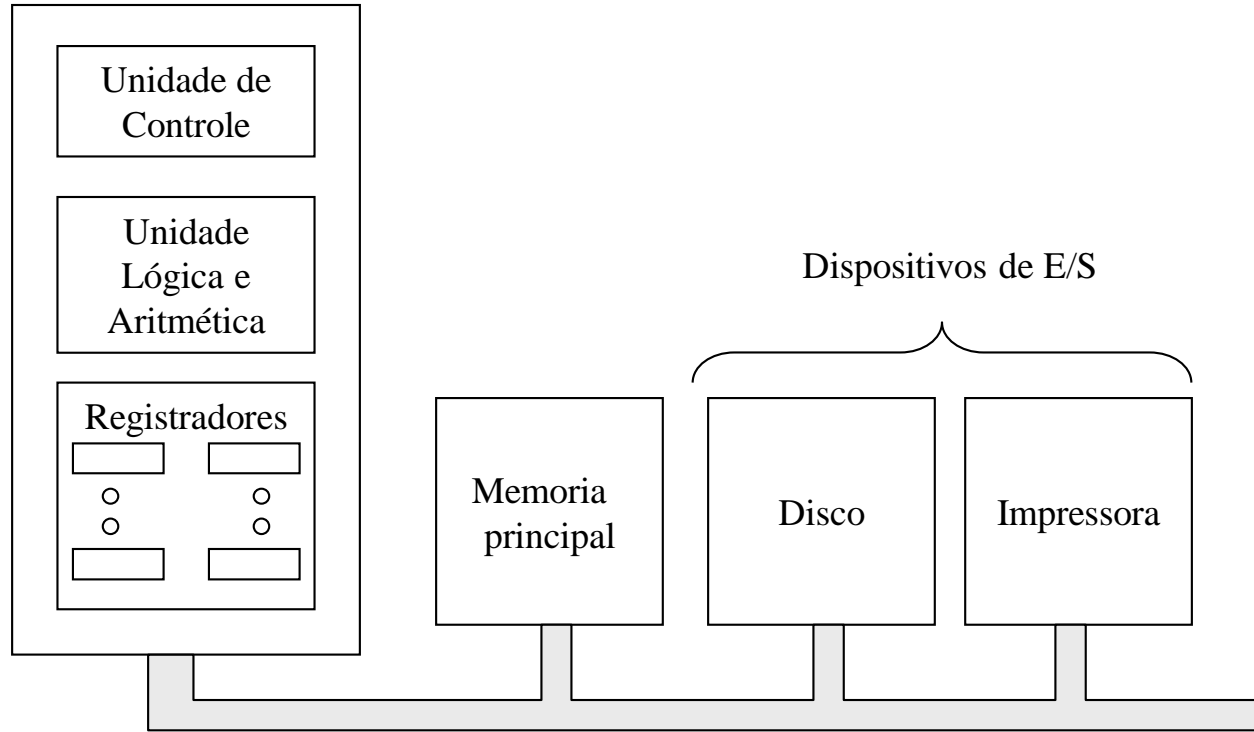 Unidade de
Controle
Unidade
Lógica e
Aritmética
Registradores
Dispositivos de E/S
Memoria
principal
Disco
Impressora